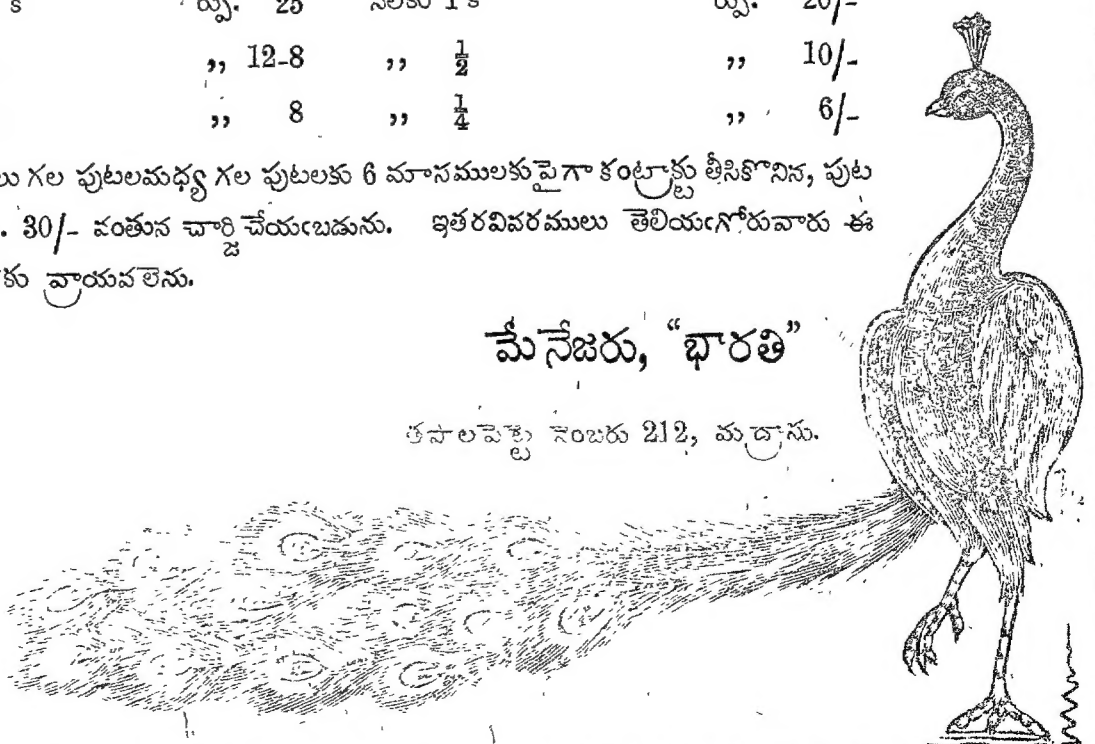 కి రూ. 25 నెలకు 1 కి రూ. 20/-
,, 12-8 ,, ½ ,, 10/-
,, 8 ,, ¼ ,, 6/-
లు గల పుటలమధ్య గల పుటలకు 6 మాసములకుపైగా కంట్రాక్టు తీసికొనిన, పుట
. 30/- వంతున చార్జి చేయఁబడును. ఇతరవివరములు తెలియఁగోరువారు ఈ
కు వ్రాయవలెను.
మేనేజరు, “భారతి”
తపాలపెట్టె నెంబరు 212, మద్రాసు.